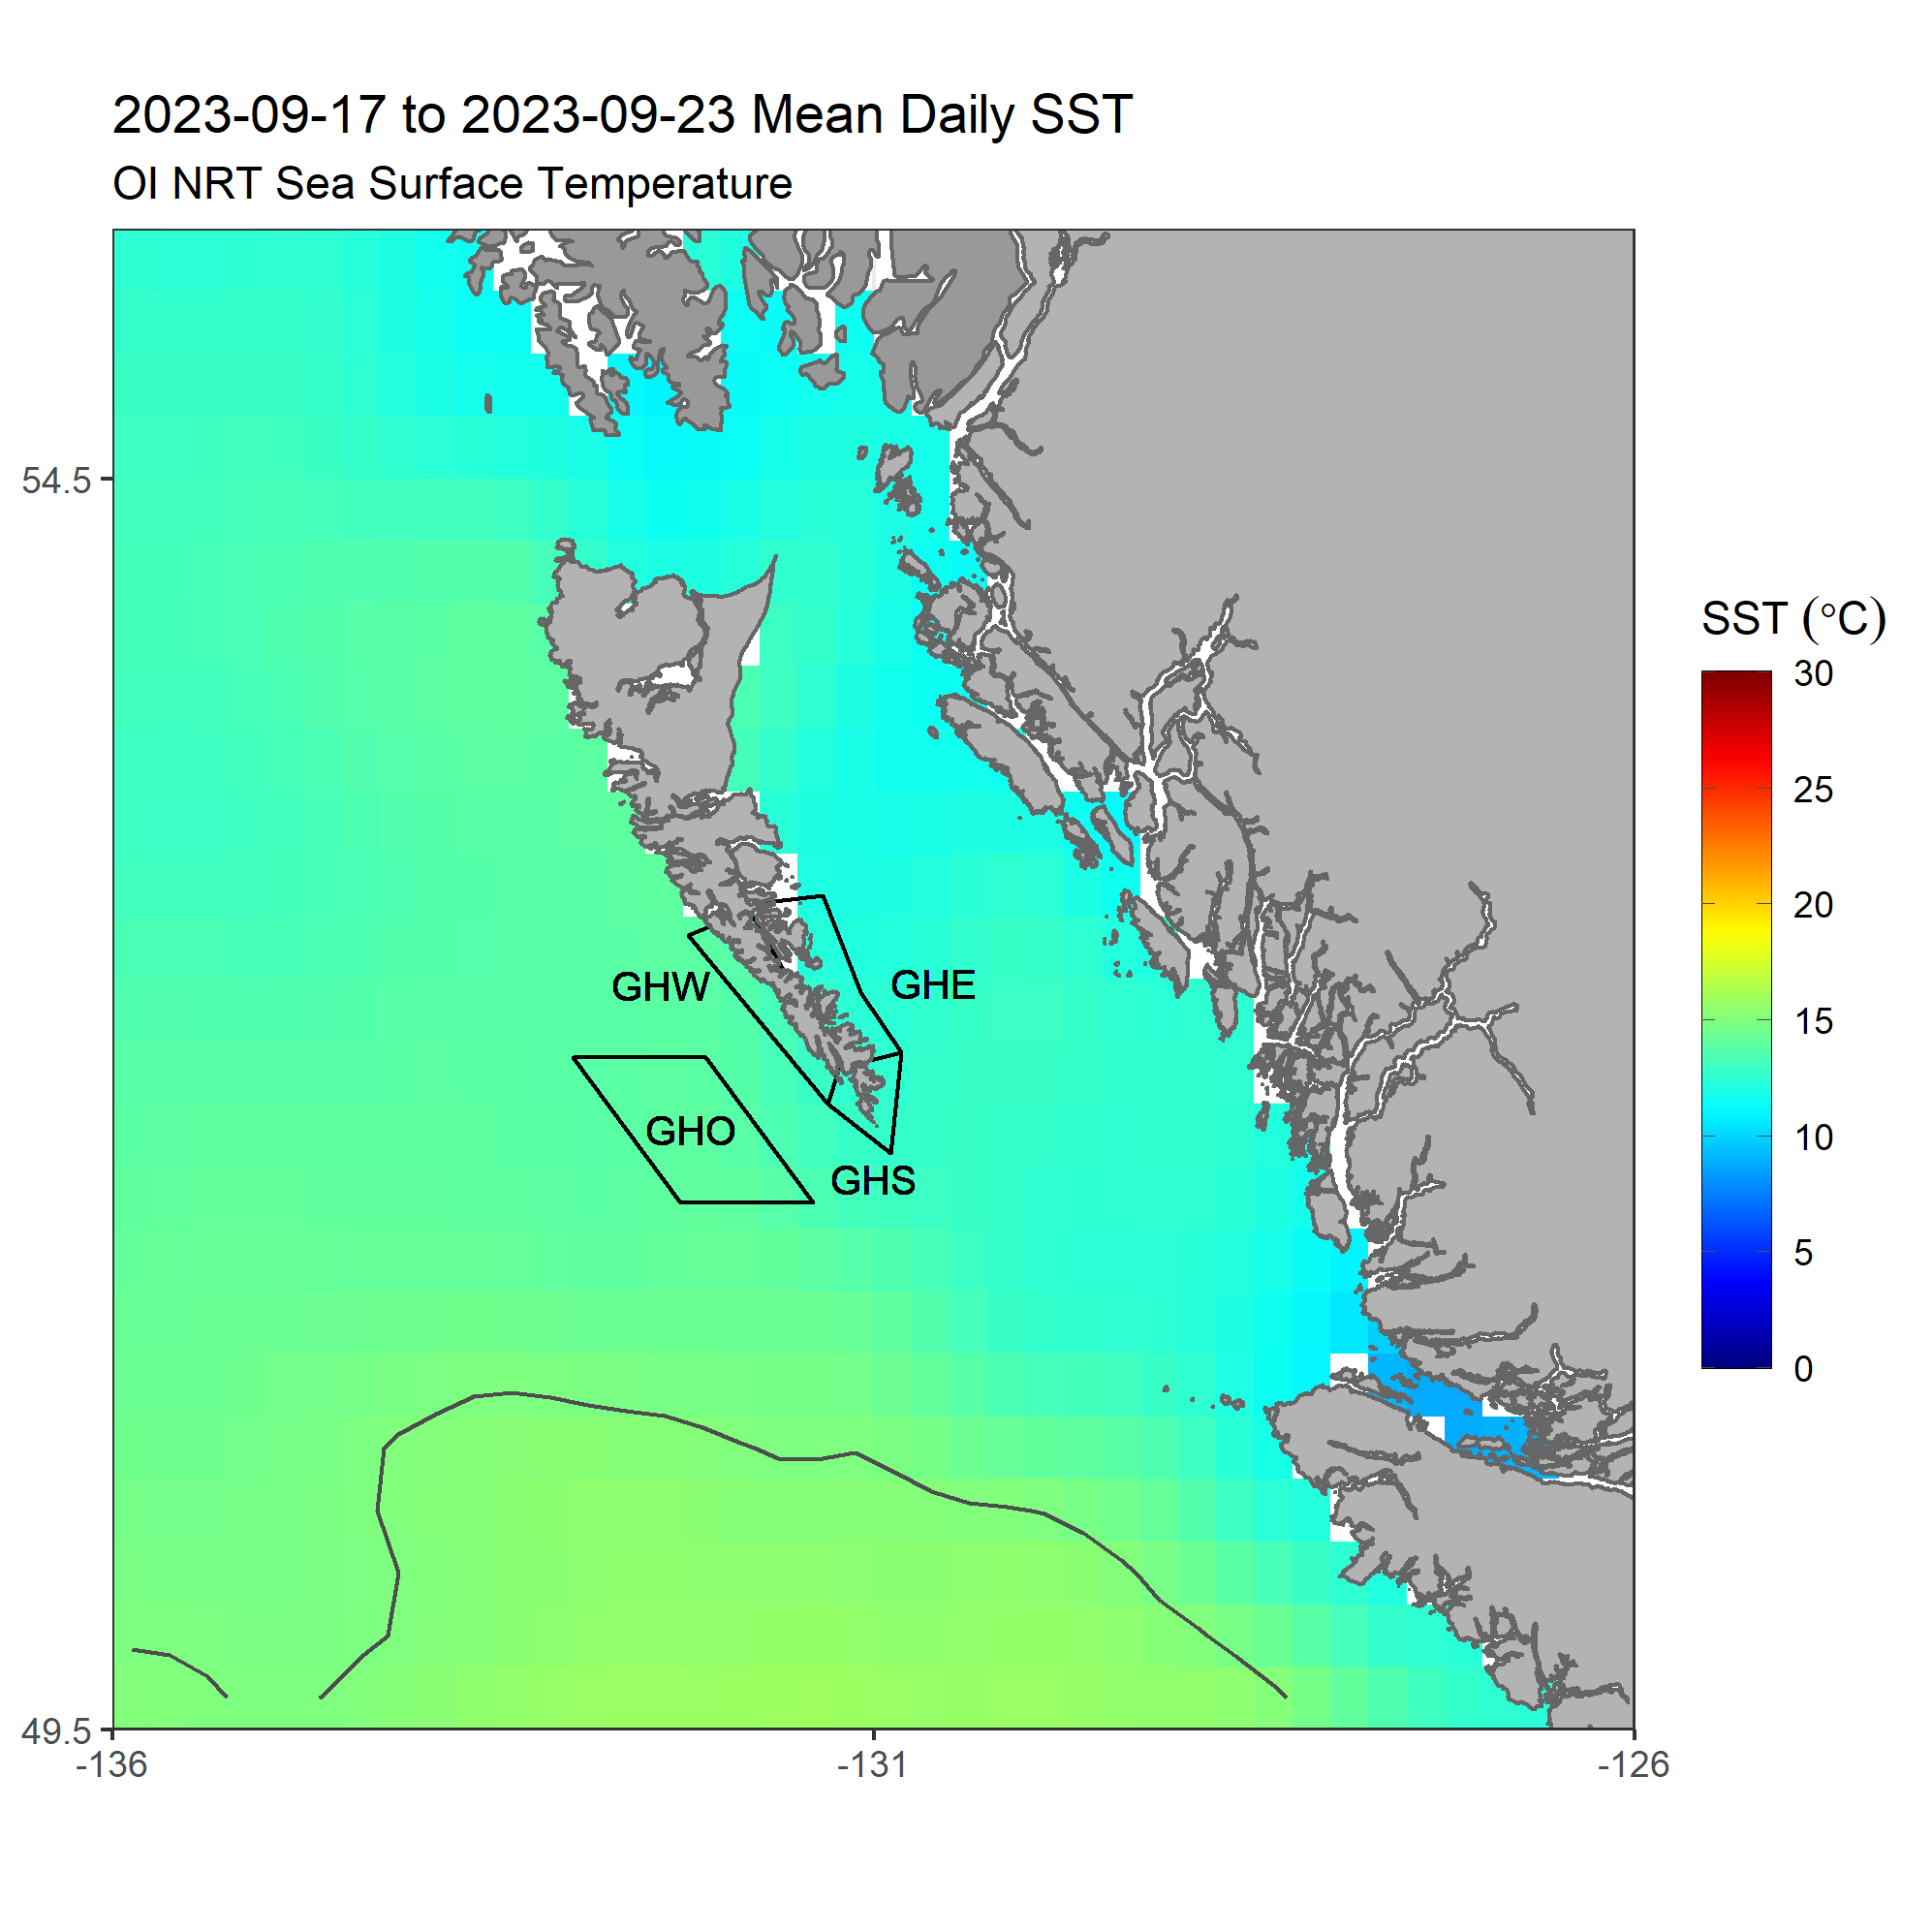 2023-09-17 to 2023-09-23 Mean Daily SST
OI NRT Sea Surface Temperature
54.5
49.5
-136
-131
-126
GHW
GHE
GHO
GHS
SST (°C)
30
25
20
15
10
5
0